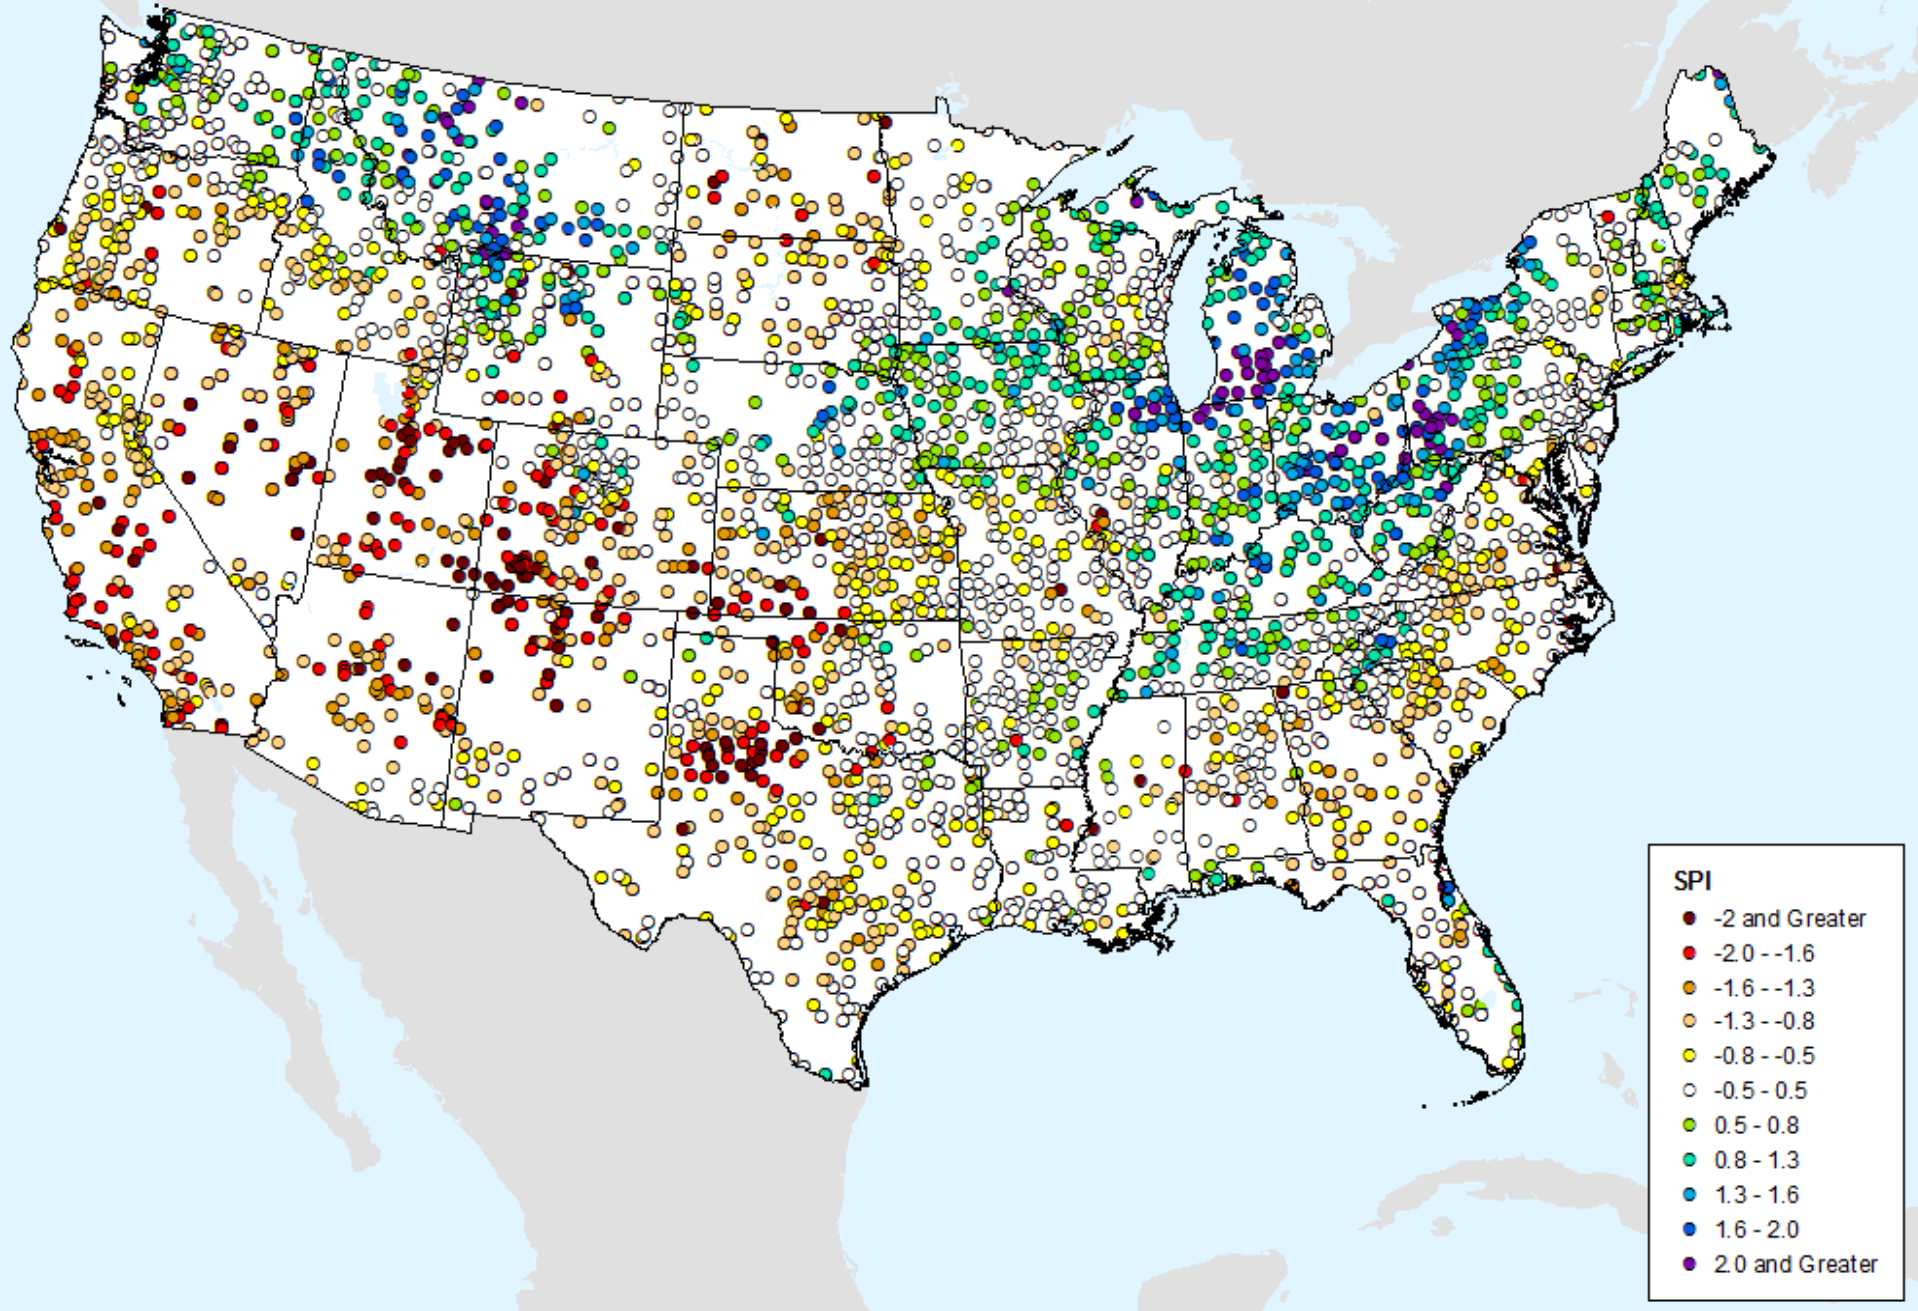 SPI
-2 and Greater
-2.0 - -1.6
-1.6 - -1.3
-1.3 - -0.8
-0.8 - -0.5
-0.5 - 0.5
0.5 - 0.8
0.8 - 1.3
1.3 - 1.6
1.6 - 2.0
2.0 and Greater